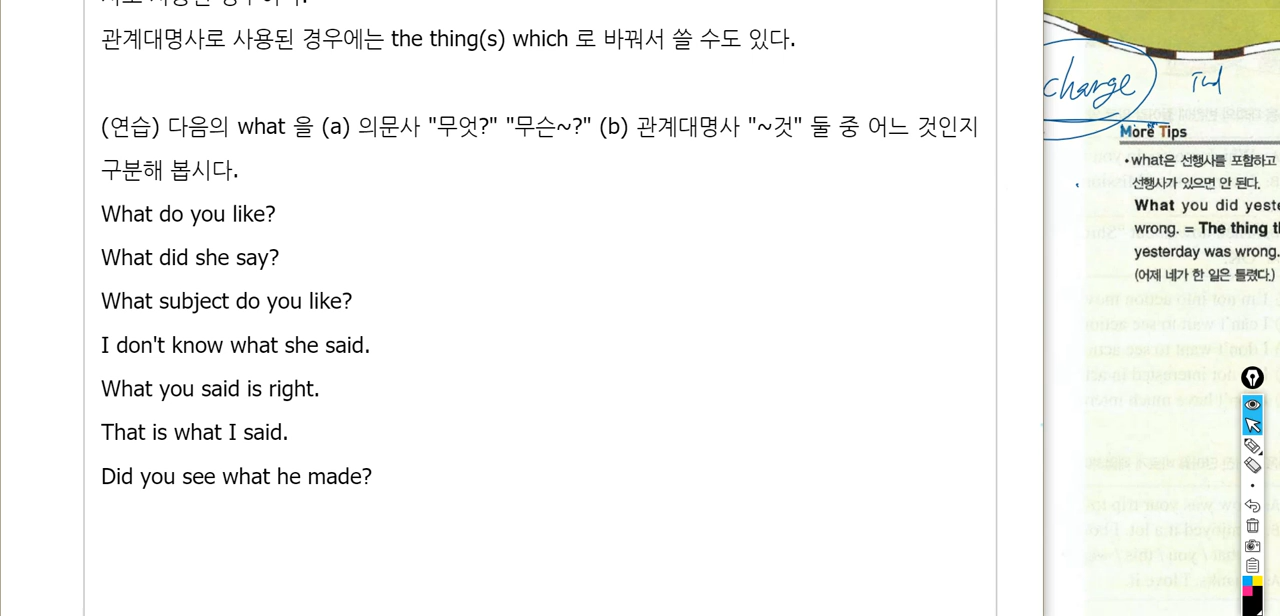 관계대명사로 사용된 경우에는 the thing(s) which 로 바꿔서 쓸 수도 있다.
(연습) 다음의 what 을 (a) 의문사 "무엇?" "무슨~?" (b) 관계대명사 "~것" 둘 중 어느 것인지
구분해 봅시다.
What do you like?
What did she say?
What subject do you like?
I don't know what she said.
What you said is right.
That is what I said.
Did you see what he made?
change
More Tips
• what은 선행사를 포함하고
선행사가 있으면 안 된다.
What you did yeste
wrong. = The thing th
yesterday was wrong.
(어제 네가 한 일은 틀렸다.)